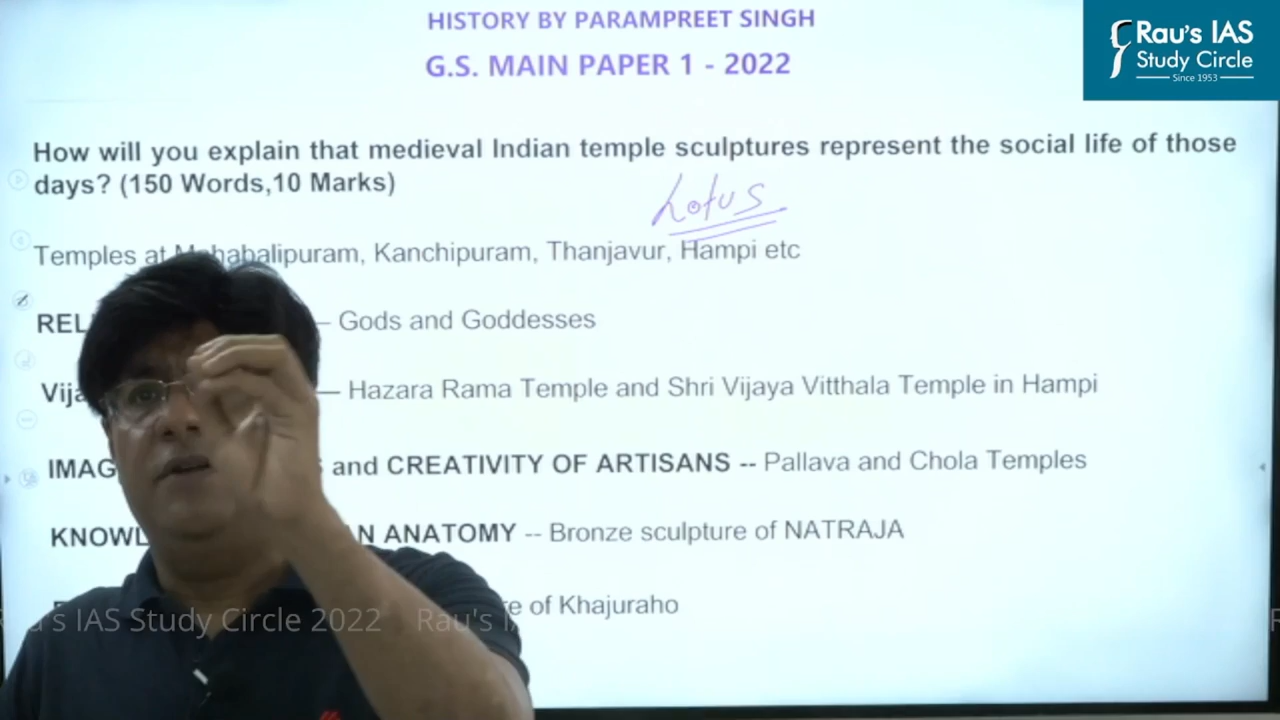 HISTORY BY PARAMPREET SINGH
G.S. MAIN PAPER 1 - 2022
Rau's IAS
Study Circle
Since 1953
How will you explain that medieval Indian temple sculptures represent the social life of those
days? (150 Words,10 Marks)
Lotus
Temples at Mahabalipuram, Kanchipuram, Thanjavur, Hampi etc
– Gods and Goddesses
— Hazara Rama Temple and Shri Vijaya Vitthala Temple in Hampi
and CREATIVITY OF ARTISANS -- Pallava and Chola Temples
ANATOMY -- Bronze sculpture of NATRAJA
of Khajuraho
Rau's IAS Study Circle 2022 Rau's